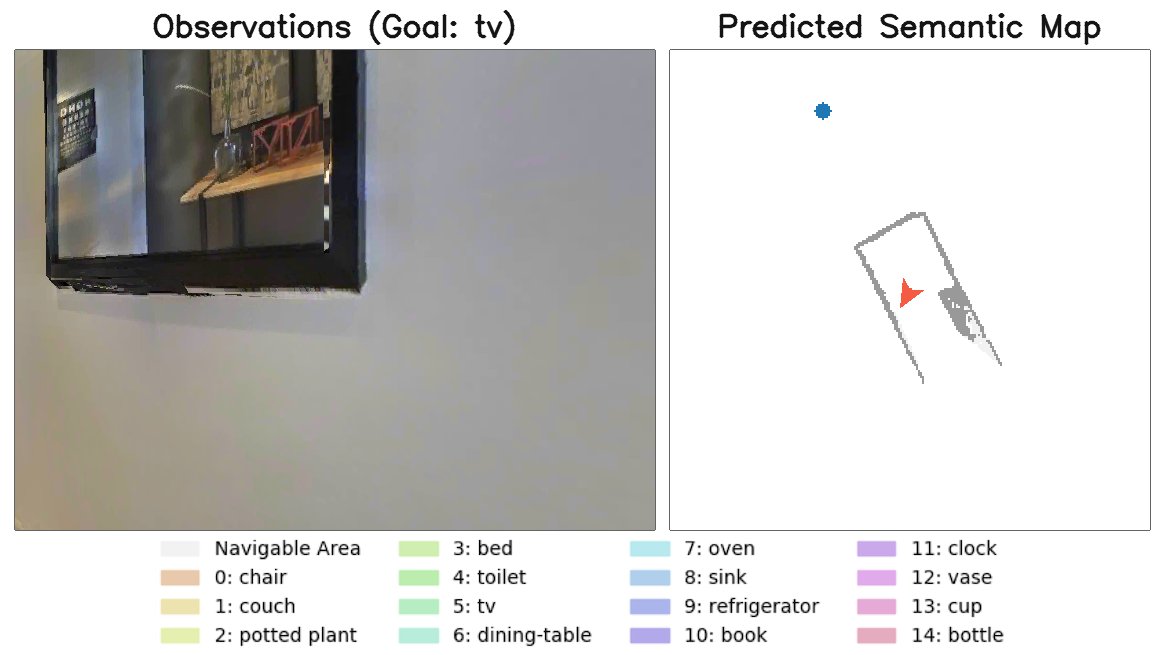 Observations (Goal: tv)
Predicted Semantic Map
Navigable Area
0: chair
1: couch
2: potted plant
3: bed
4: toilet
5: tv
6: dining-table
7: oven
8: sink
9: refrigerator
10: book
11: clock
12: vase
13: cup
14: bottle